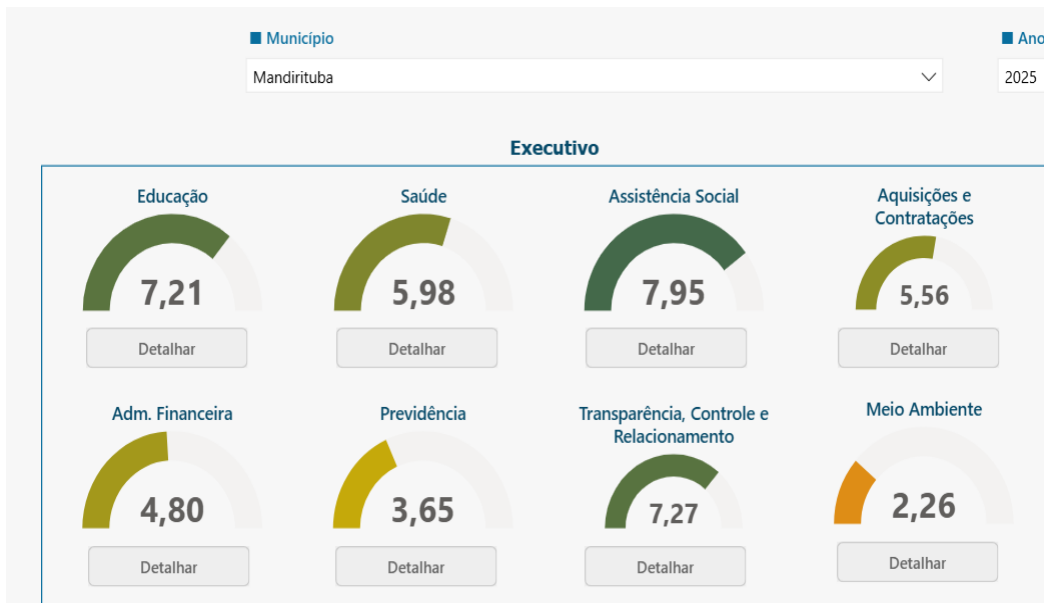 Município
Ano
Mandirituba
2025
Executivo
Educação
Saúde
Assistência Social
Aquisições e
Contratações
7,21
5,98
7,95
5,56
Detalhar
Detalhar
Detalhar
Detalhar
Adm. Financeira
Previdência
Transparência, Controle e
Relacionamento
Meio Ambiente
4,80
3,65
7,27
2,26
Detalhar
Detalhar
Detalhar
Detalhar